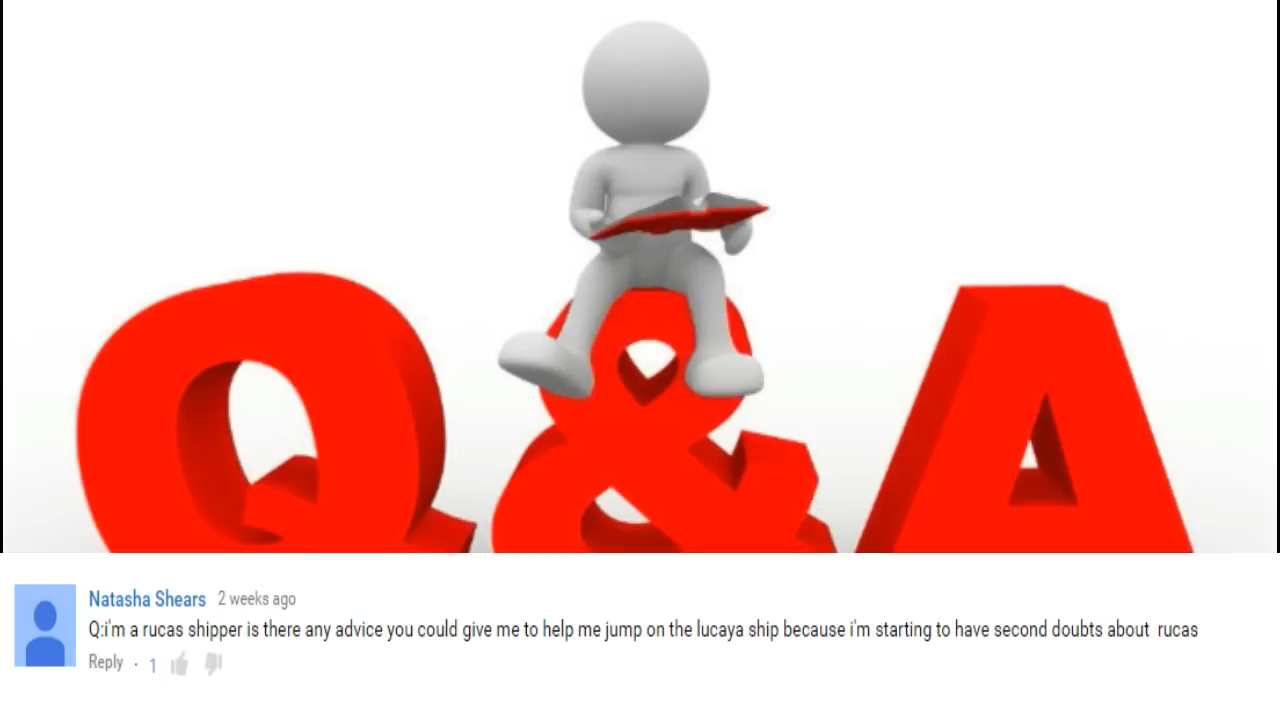 Q&A
Natasha Shears 2 weeks ago
Q:i'm a rucas shipper is there any advice you could give me to help me jump on the lucaya ship because i'm starting to have second doubts about rucas
Reply · 1